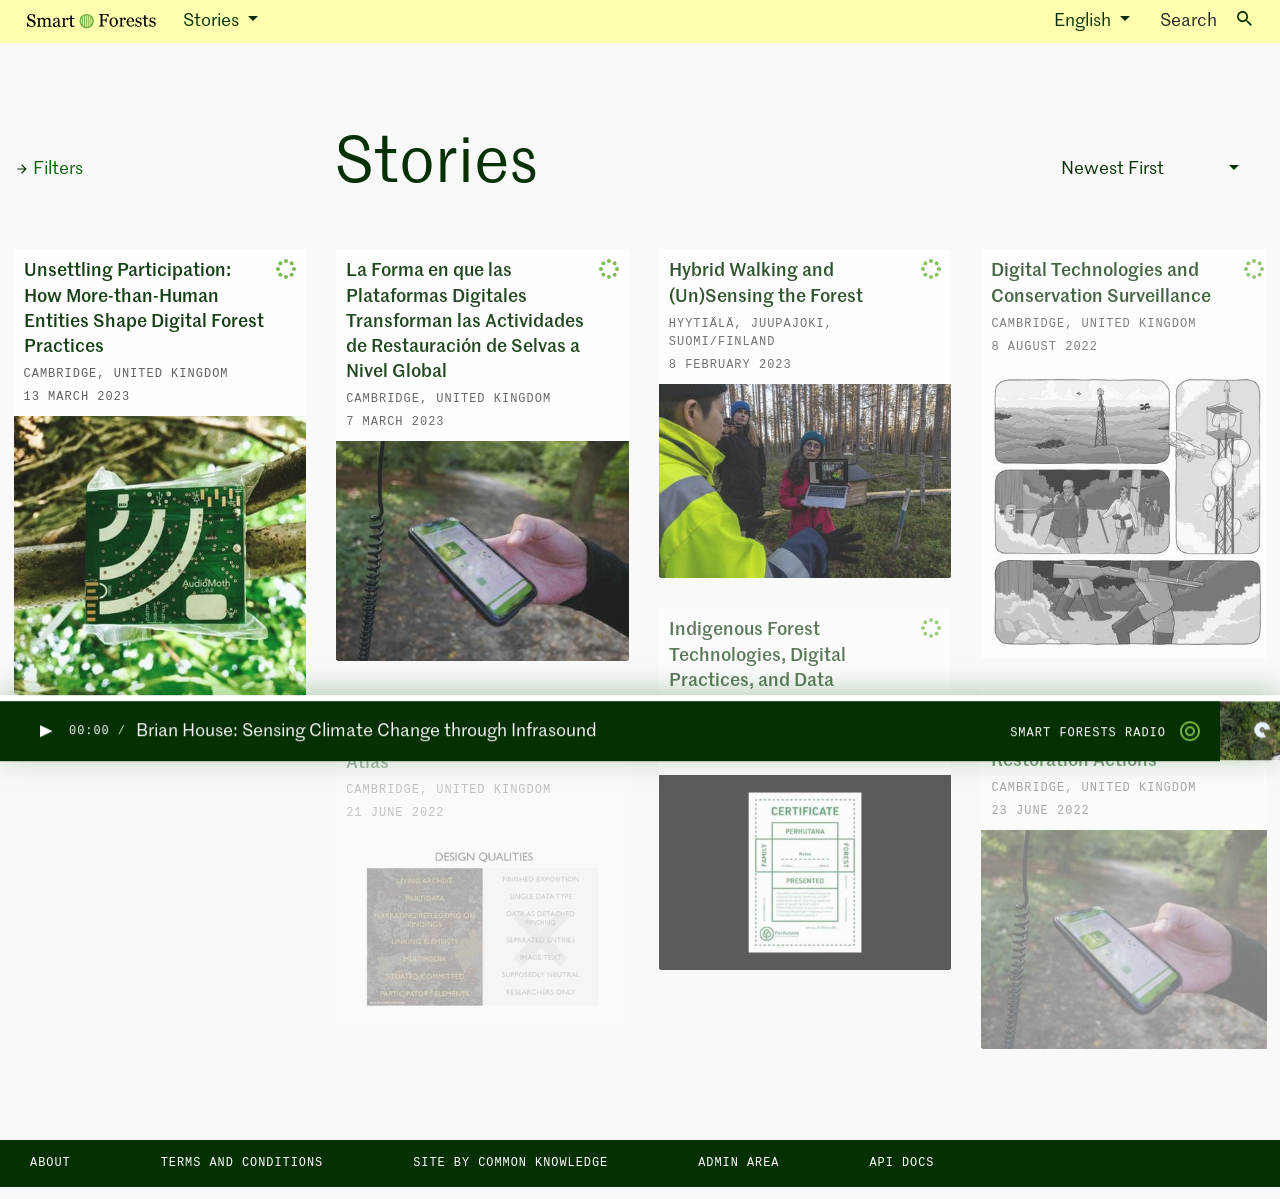 Smart Forests
Stories
English
Search
Filters
Stories
Newest First
Unsettling Participation:
How More-than-Human
Entities Shape Digital Forest
Practices
CAMBRIDGE, UNITED KINGDOM
13 MARCH 2023
AudioMoth
1.0.0
La Forma en que las
Plataformas Digitales
Transforman las Actividades
de Restauración de Selvas a
Nivel Global
CAMBRIDGE, UNITED KINGDOM
7 MARCH 2023
Hybrid Walking and
(Un)Sensing the Forest
HYYTIÄLÄ, JUUPAJOKI,
SUOMI/FINLAND
8 FEBRUARY 2023
Digital Technologies and
Conservation Surveillance
CAMBRIDGE, UNITED KINGDOM
8 AUGUST 2022
Indigenous Forest
Technologies, Digital
Practices, and Data
00:00 /
Brian House: Sensing Climate Change through Infrasound
SMART FORESTS RADIO
Atlas
CAMBRIDGE, UNITED KINGDOM
21 JUNE 2022
DESIGN QUALITIES
LIVING ARCHIVE
MULTIDATA
NARRATING/REFLECTING ON
FINDINGS
LINKING ELEMENTS
MULTIMEDIA
SITUATED/COMMITTED
PARTICIPATORY ELEMENTS
FINISHED EXPOSITION
SINGLE DATA TYPE
DATA AS DETACHED
FINDING
SEPARATED ENTRIES
IMAGE/TEXT
SUPPOSEDLY NEUTRAL
RESEARCHERS ONLY
CERTIFICATE
PERHUTANA
FAMILY
Name
FOREST
PRESENTED
Perhutana
Restoration Actions
CAMBRIDGE, UNITED KINGDOM
23 JUNE 2022
ABOUT
TERMS AND CONDITIONS
SITE BY COMMON KNOWLEDGE
ADMIN AREA
API DOCS